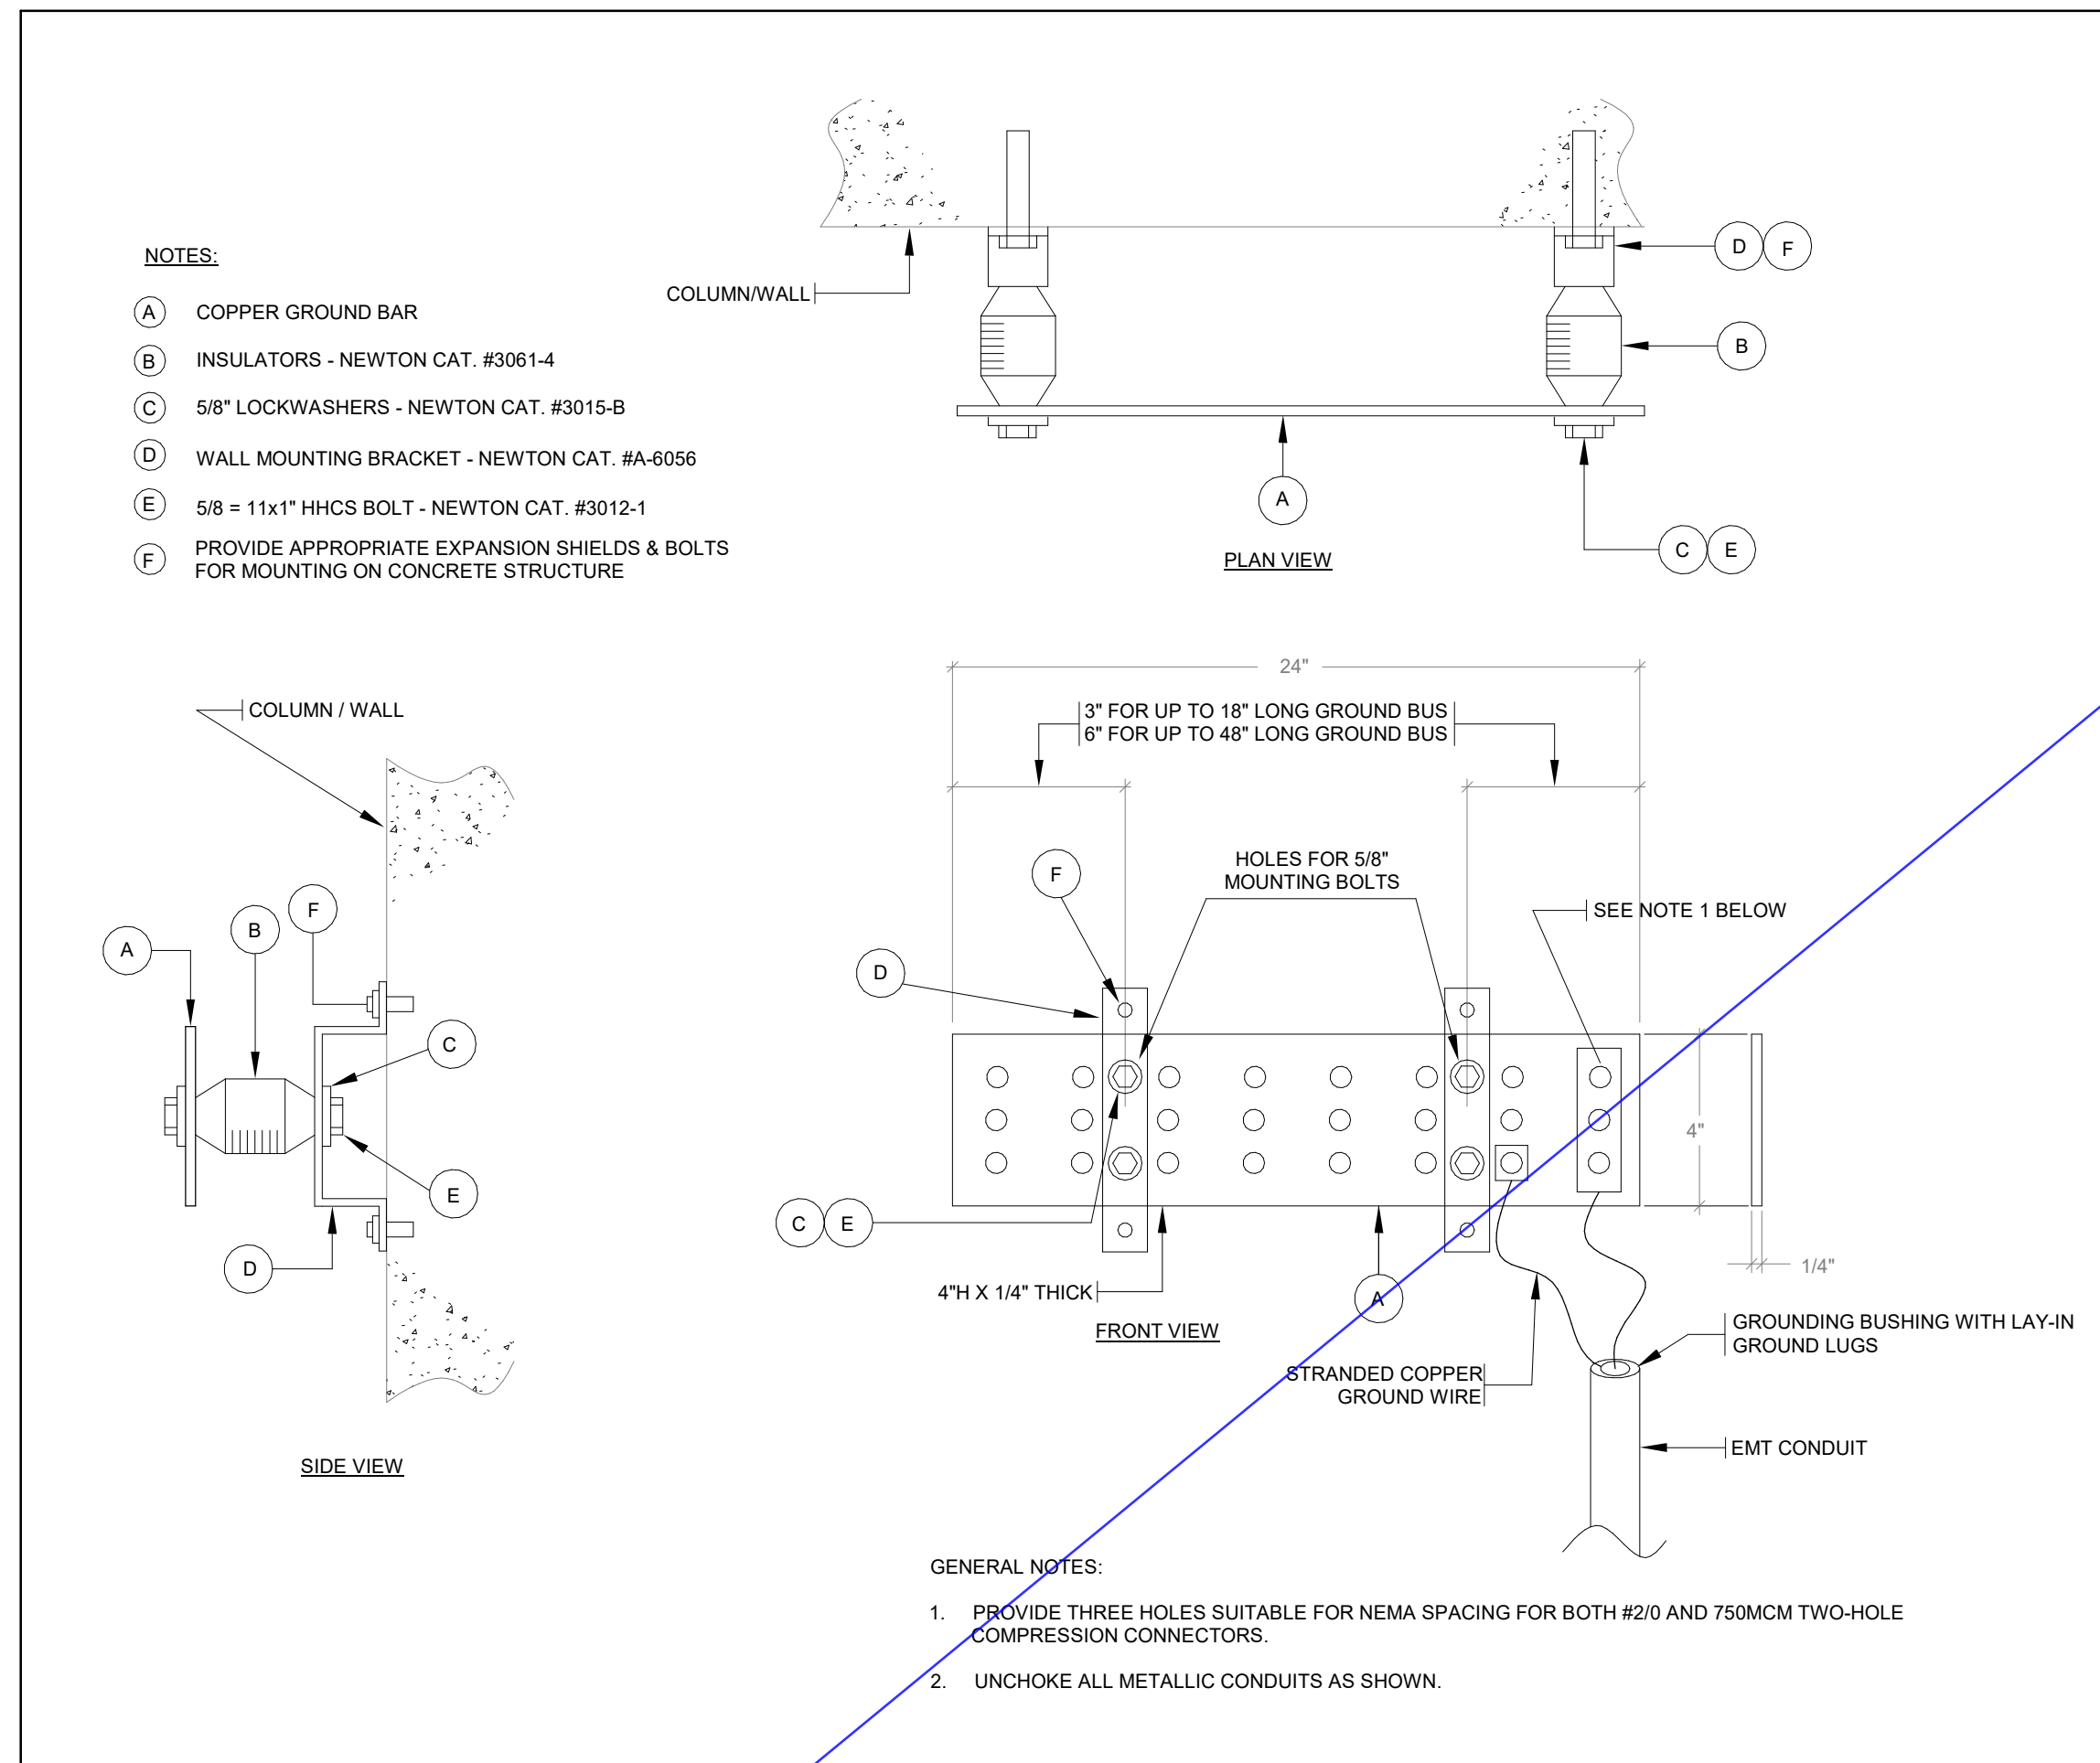 NOTES:
A COPPER GROUND BAR
B INSULATORS - NEWTON CAT. #3061-4
C 5/8" LOCKWASHERS - NEWTON CAT. #3015-B
D WALL MOUNTING BRACKET - NEWTON CAT. #A-6056
E 5/8 = 11x1" HHCS BOLT - NEWTON CAT. #3012-1
F PROVIDE APPROPRIATE EXPANSION SHIELDS & BOLTS
FOR MOUNTING ON CONCRETE STRUCTURE
COLUMN/WALL
D F
B
A
C E
PLAN VIEW
COLUMN / WALL
A
B
F
C
E
D
SIDE VIEW
24"
3" FOR UP TO 18" LONG GROUND BUS
6" FOR UP TO 48" LONG GROUND BUS
HOLES FOR 5/8"
MOUNTING BOLTS
F
SEE NOTE 1 BELOW
D
4"
C E
1/4"
4"H X 1/4" THICK
A
FRONT VIEW
GROUNDING BUSHING WITH LAY-IN
GROUND LUGS
STRANDED COPPER
GROUND WIRE
EMT CONDUIT
GENERAL NOTES:
1. PROVIDE THREE HOLES SUITABLE FOR NEMA SPACING FOR BOTH #2/0 AND 750MCM TWO-HOLE
COMPRESSION CONNECTORS.
2. UNCHOKE ALL METALLIC CONDUITS AS SHOWN.